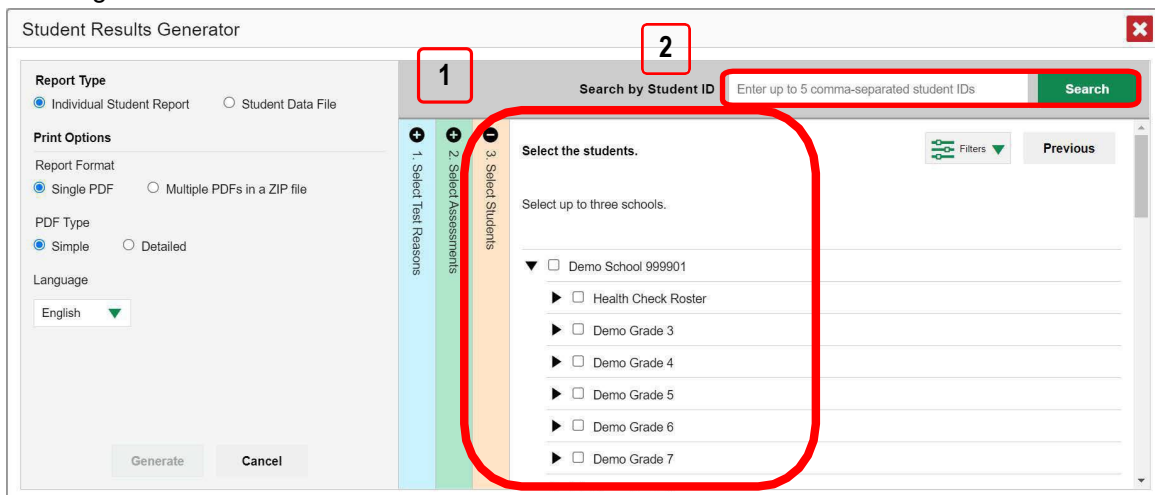 Student Results Generator
1
2
Report Type
Individual Student Report
Student Data File
Print Options
Report Format
Single PDF
Multiple PDFs in a ZIP file
PDF Type
Simple
Detailed
Language
English
Generate
Cancel
Search by Student ID
Enter up to 5 comma-separated student IDs
Search
1. Select Test Reasons
2. Select Assessments
3. Select Students
Select the students.
Filters
Previous
Select up to three schools.
Demo School 999901
Health Check Roster
Demo Grade 3
Demo Grade 4
Demo Grade 5
Demo Grade 6
Demo Grade 7